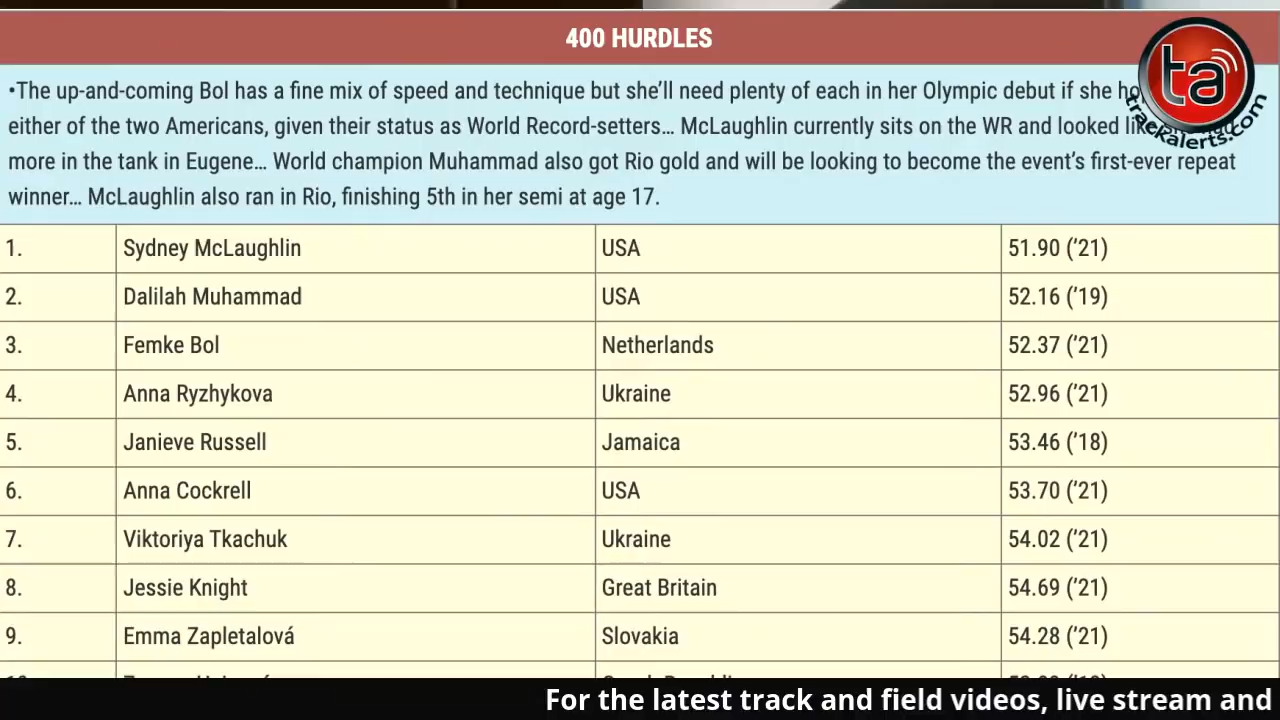 400 HURDLES
ta
trackalerts.com
•The up-and-coming Bol has a fine mix of speed and technique but she'll need plenty of each in her Olympic debut if she
either of the two Americans, given their status as World Record-setters… McLaughlin currently sits on the WR and looked
more in the tank in Eugene… World champion Muhammad also got Rio gold and will be looking to become the event's first-ever repeat
winner… McLaughlin also ran in Rio, finishing 5th in her semi at age 17.
1. Sydney McLaughlin USA 51.90 ('21)
2. Dalilah Muhammad USA 52.16 ('19)
3. Femke Bol Netherlands 52.37 ('21)
4. Anna Ryzhykova Ukraine 52.96 ('21)
5. Janieve Russell Jamaica 53.46 ('18)
6. Anna Cockrell USA 53.70 ('21)
7. Viktoriya Tkachuk Ukraine 54.02 ('21)
8. Jessie Knight Great Britain 54.69 ('21)
9. Emma Zapletalová Slovakia 54.28 ('21)
For the latest track and field videos, live stream and